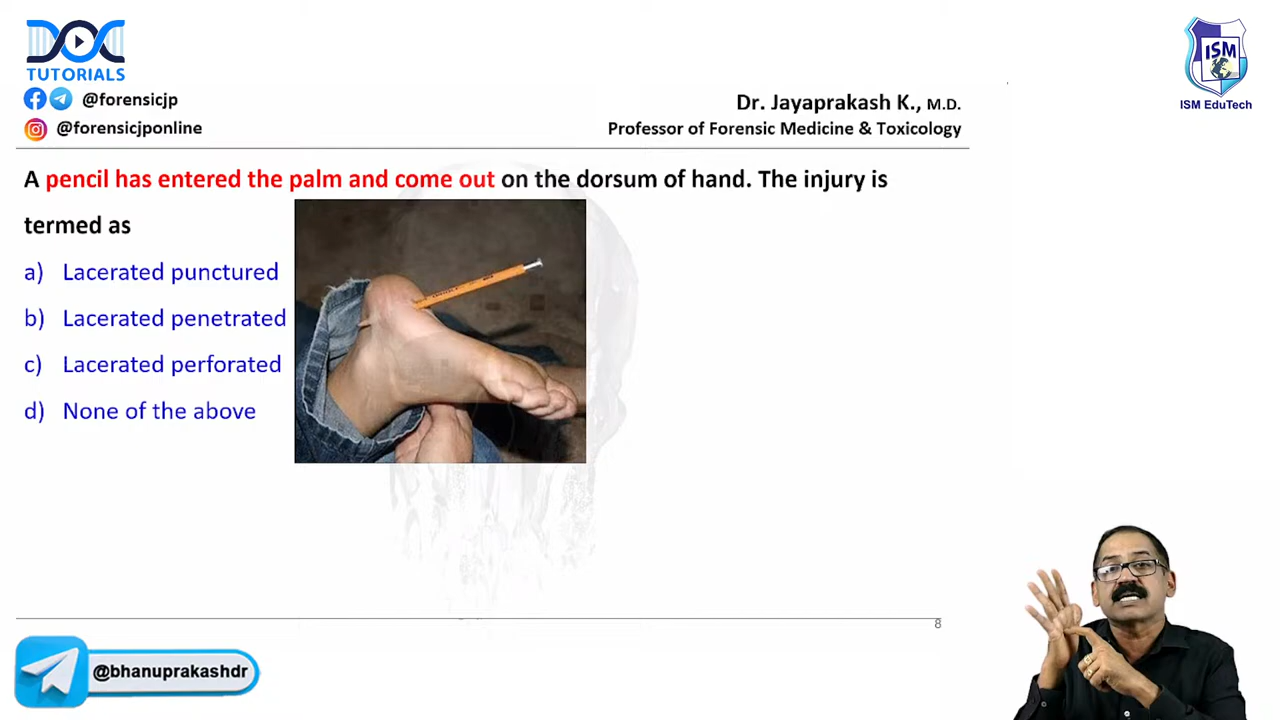 DOC
TUTORIALS
@forensicjp
@forensicjponline
Dr. Jayaprakash K., M.D.
Professor of Forensic Medicine & Toxicology
ISM
ISM EduTech
A pencil has entered the palm and come out on the dorsum of hand. The injury is
termed as
a) Lacerated punctured
b) Lacerated penetrated
c) Lacerated perforated
d) None of the above
8
@bhanuprakashdr